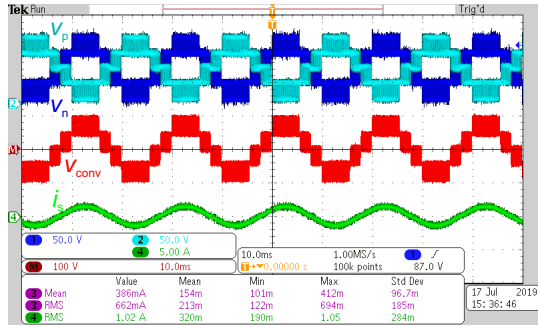 Tek Run Trig'd
T
T
vp
2
vn
M
vconv
is
4
1 50.0 V 2 50.0 V
4 5.00 A
M 100 V 10.0ms
10.0ms 1.00MS/s 1
T→▼0.00000 s 100k points 87.0 V
Value Mean Min Max Std Dev
3 Mean 386mA 154m 101m 412m 96.7m
3 RMS 662mA 213m 122m 694m 185m
4 RMS 1.02 A 320m 190m 1.05 284m
17 Jul 2019
15:36:46